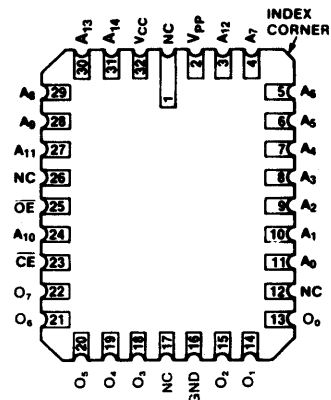 INDEX
CORNER
A13 A14 VCC NC VPP A12 A7
30 31 32 1 2 3 4
A8 29 5 A6
A9 28 6 A5
A11 27 7 A4
NC 26 8 A3
OE 25 9 A2
A10 24 10 A1
CE 23 11 A0
O7 22 12 NC
O6 21 13 O0
20 19 18 17 16 15 14
O5 O4 O3 NC GND O2 O1